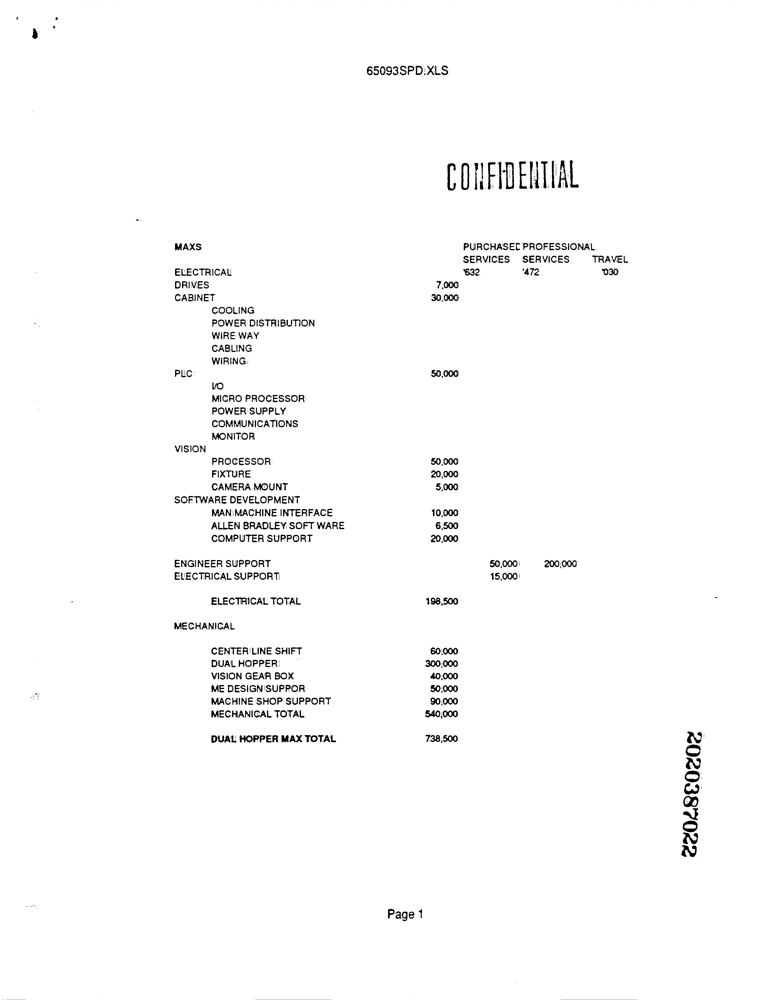 65093SPD.XLS
CONFIDENTIAL
MAXS PURCHASED PROFESSIONAL
SERVICES SERVICES TRAVEL
ELECTRICAL '632 '472 '030
DRIVES 7,000
CABINET 30,000
COOLING
POWER DISTRIBUTION
WIRE WAY
CABLING
WIRING
PLC 50,000
I/O
MICRO PROCESSOR
POWER SUPPLY
COMMUNICATIONS
MONITOR
VISION
PROCESSOR 50,000
FIXTURE 20,000
CAMERA MOUNT 5,000
SOFTWARE DEVELOPMENT
MAN MACHINE INTERFACE 10,000
ALLEN BRADLEY SOFT WARE 6,500
COMPUTER SUPPORT 20,000
ENGINEER SUPPORT 50,000 200,000
ELECTRICAL SUPPORT 15,000
ELECTRICAL TOTAL 198,500
MECHANICAL
CENTER LINE SHIFT 60,000
DUAL HOPPER 300,000
VISION GEAR BOX 40,000
ME DESIGN SUPPOR 50,000
MACHINE SHOP SUPPORT 90,000
MECHANICAL TOTAL 540,000
DUAL HOPPER MAX TOTAL 738,500
2020387022
Page 1